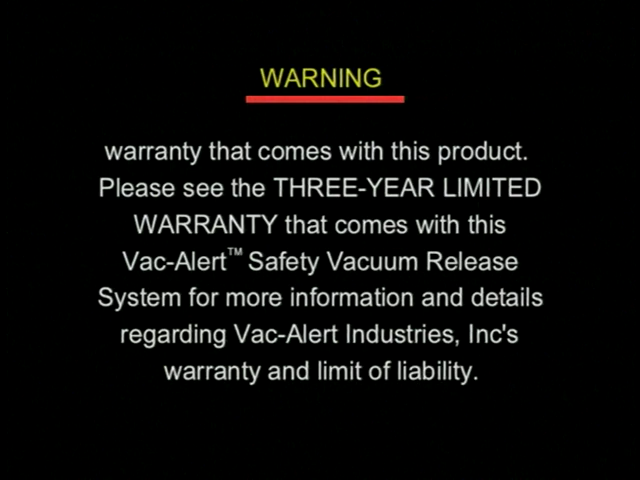 WARNING
warranty that comes with this product.
Please see the THREE-YEAR LIMITED
WARRANTY that comes with this
Vac-Alert™ Safety Vacuum Release
System for more information and details
regarding Vac-Alert Industries, Inc's
warranty and limit of liability.